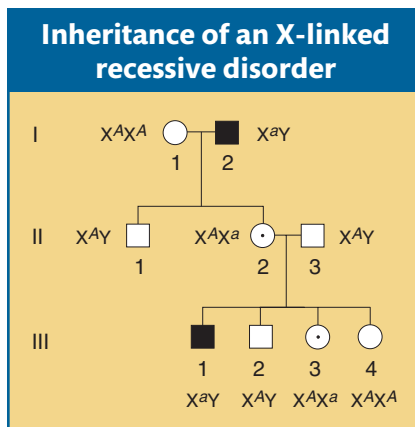 Inheritance of an X-linked
recessive disorder
I XᴬXᴬ XᵃY
1 2
II XᴬY XᴬXᵃ XᴬY
1 2 3
III
1 2 3 4
XᵃY XᴬY XᴬXᵃ XᴬXᴬ